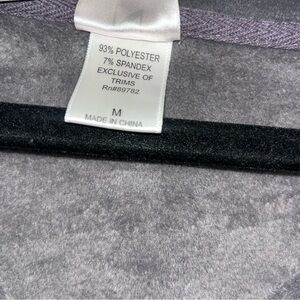 93% POLYESTER
7% SPANDEX
EXCLUSIVE OF
TRIMS
Rn#89782
M
MADE IN CHINA